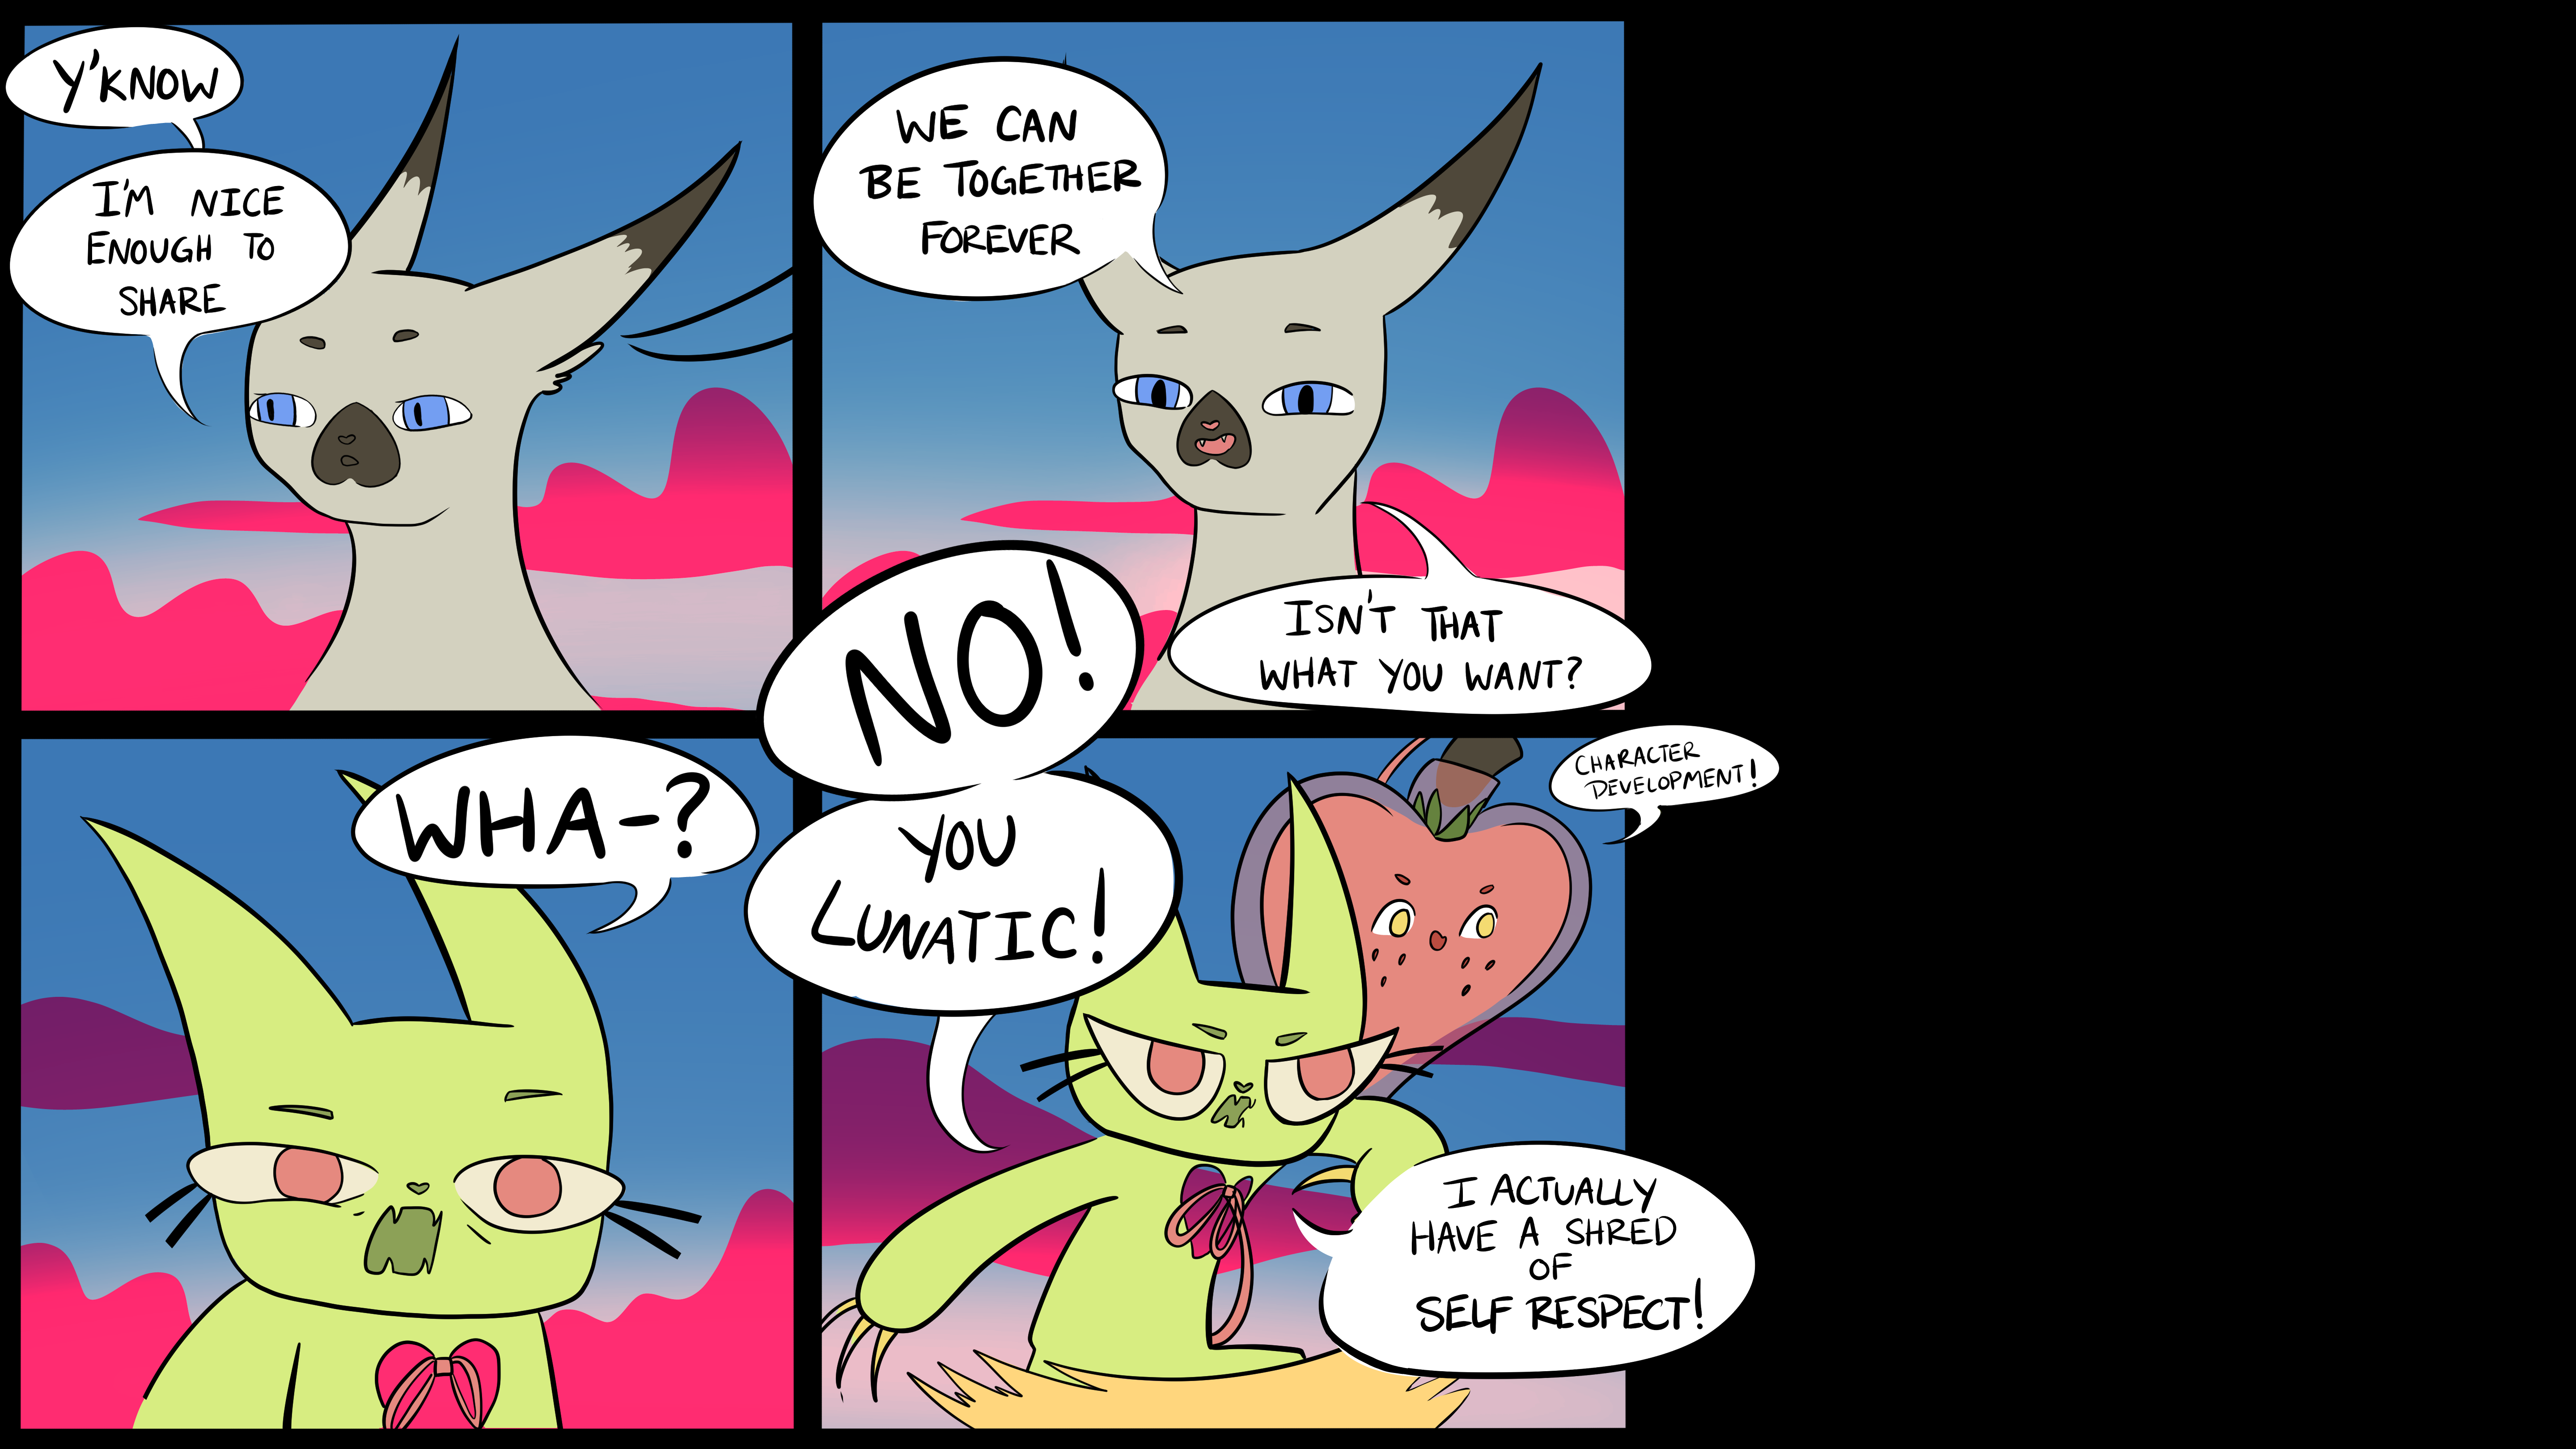 Y'KNOW
I'M NICE
ENOUGH TO
SHARE
WE CAN
BE TOGETHER
FOREVER
ISN'T THAT
WHAT YOU WANT?
WHA-?
NO!
YOU
LUNATIC!
CHARACTER
DEVELOPMENT!
I ACTUALLY
HAVE A SHRED
OF
SELF RESPECT!